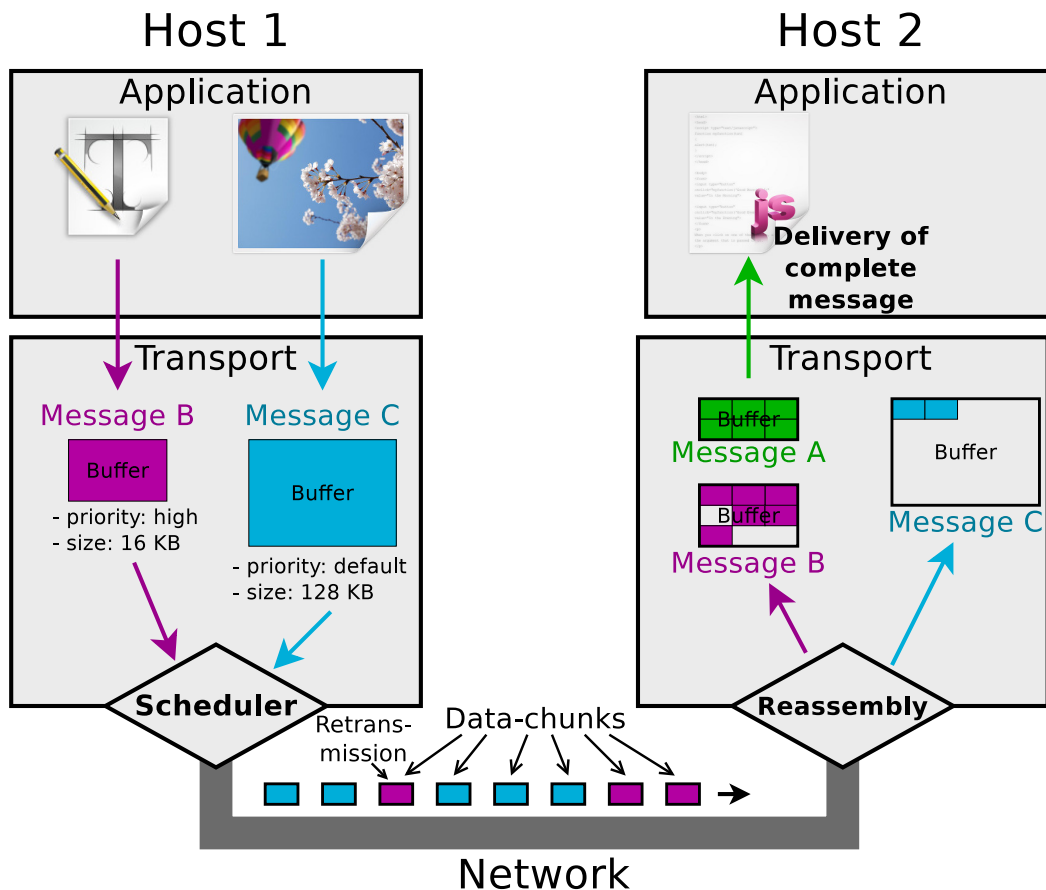 Host 1
Host 2
Application
Application
T
js
Delivery of
complete
message
Transport
Transport
Message B
Message C
Buffer
Buffer
- priority: high
- size: 16 KB
- priority: default
- size: 128 KB
Buffer
Message A
Buffer
Message B
Buffer
Message C
Scheduler
Reassembly
Retrans-
mission
Data-chunks
Network